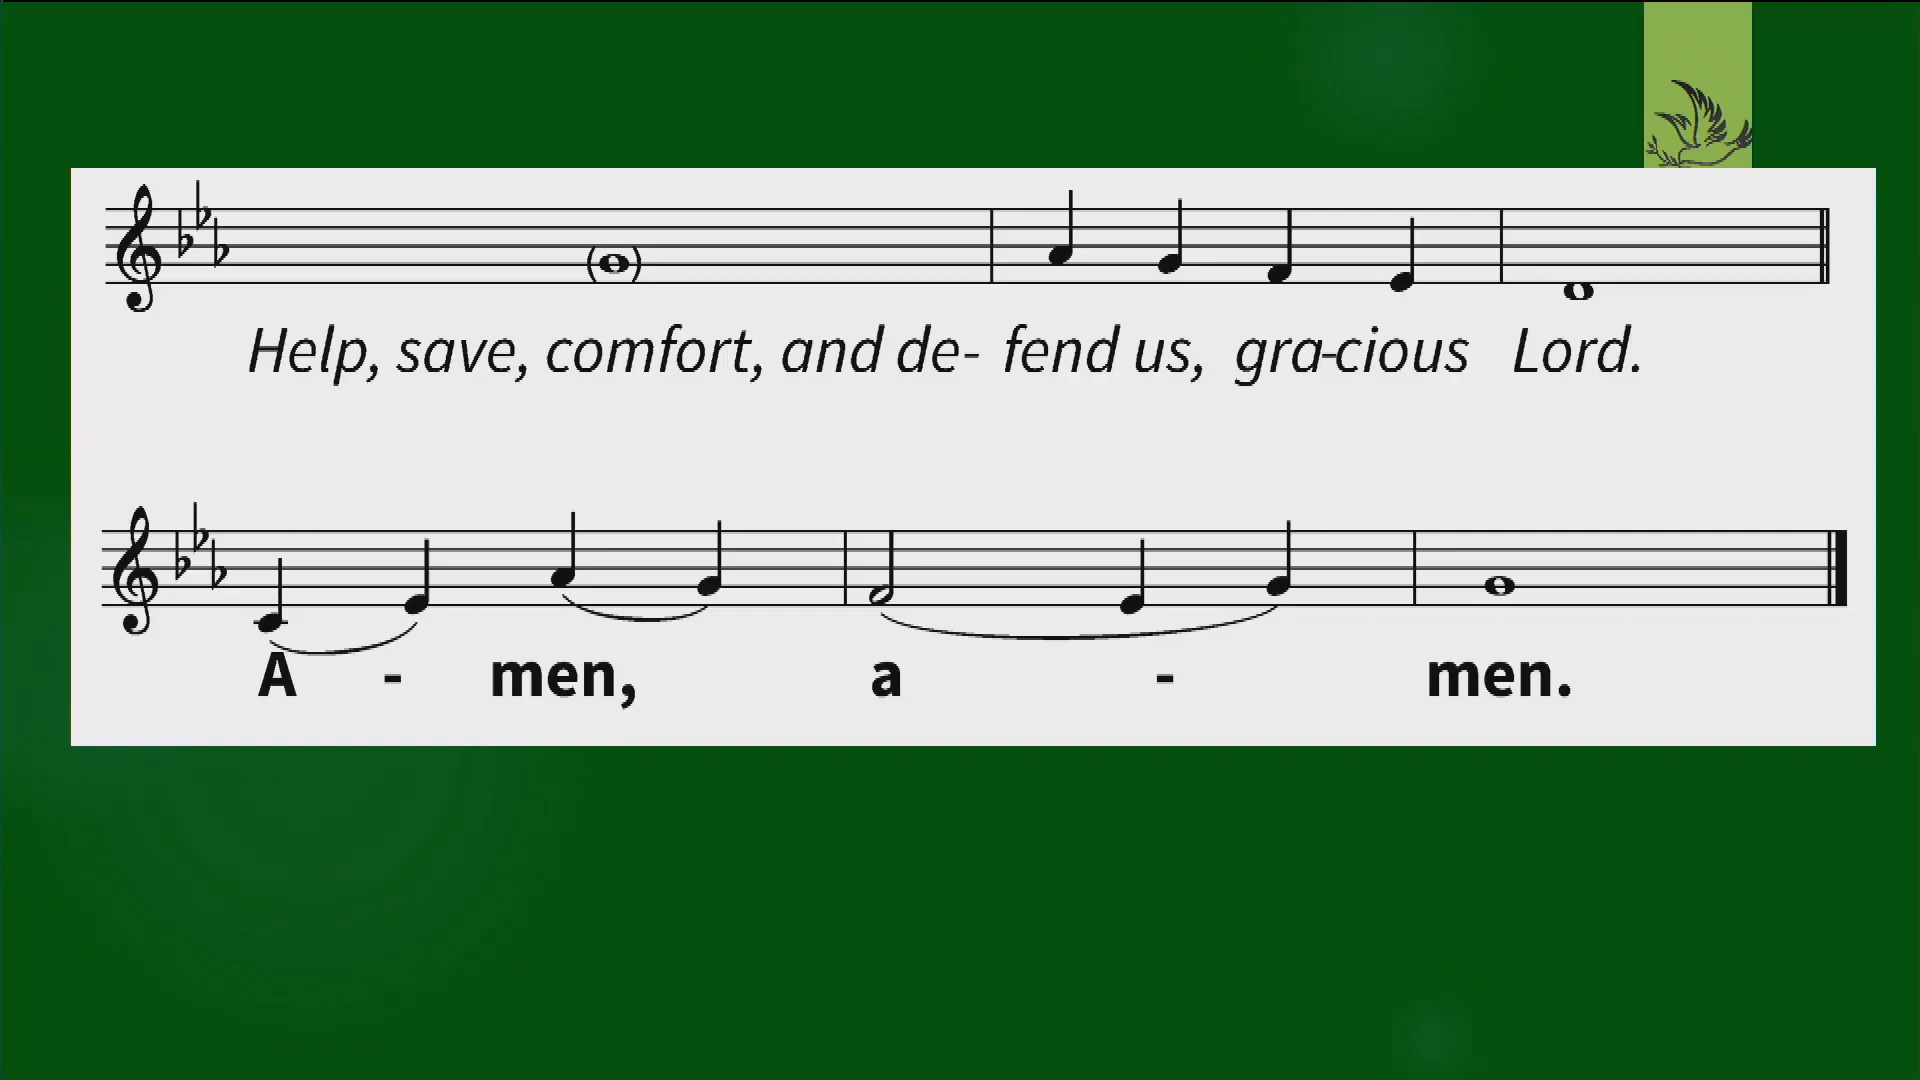 Help, save, comfort, and de- fend us, gra-cious Lord.
A - men, a - men.